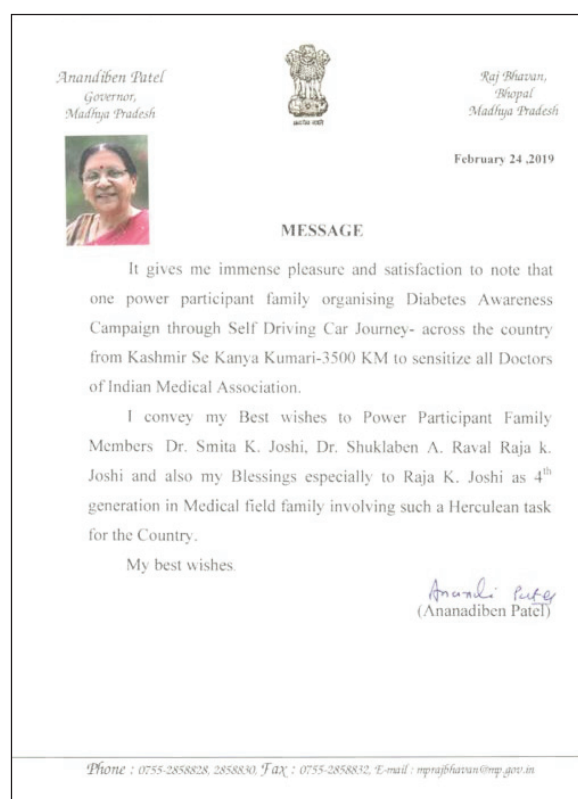 Anandiben Patel
Governor,
Madhya Pradesh
Raj Bhavan,
Bhopal
Madhya Pradesh
सत्यमेव जयते
February 24 ,2019
MESSAGE
It gives me immense pleasure and satisfaction to note that
one power participant family organising Diabetes Awareness
Campaign through Self Driving Car Journey- across the country
from Kashmir Se Kanya Kumari-3500 KM to sensitize all Doctors
of Indian Medical Association.
I convey my Best wishes to Power Participant Family
Members Dr. Smita K. Joshi, Dr. Shuklaben A. Raval Raja k.
Joshi and also my Blessings especially to Raja K. Joshi as 4th
generation in Medical field family involving such a Herculean task
for the Country.
My best wishes.
Anandi Patel
(Ananadiben Patel)
Phone : 0755-2858828, 2858830, Fax : 0755-2858832, E-mail : mprajbhavan@mp.gov.in